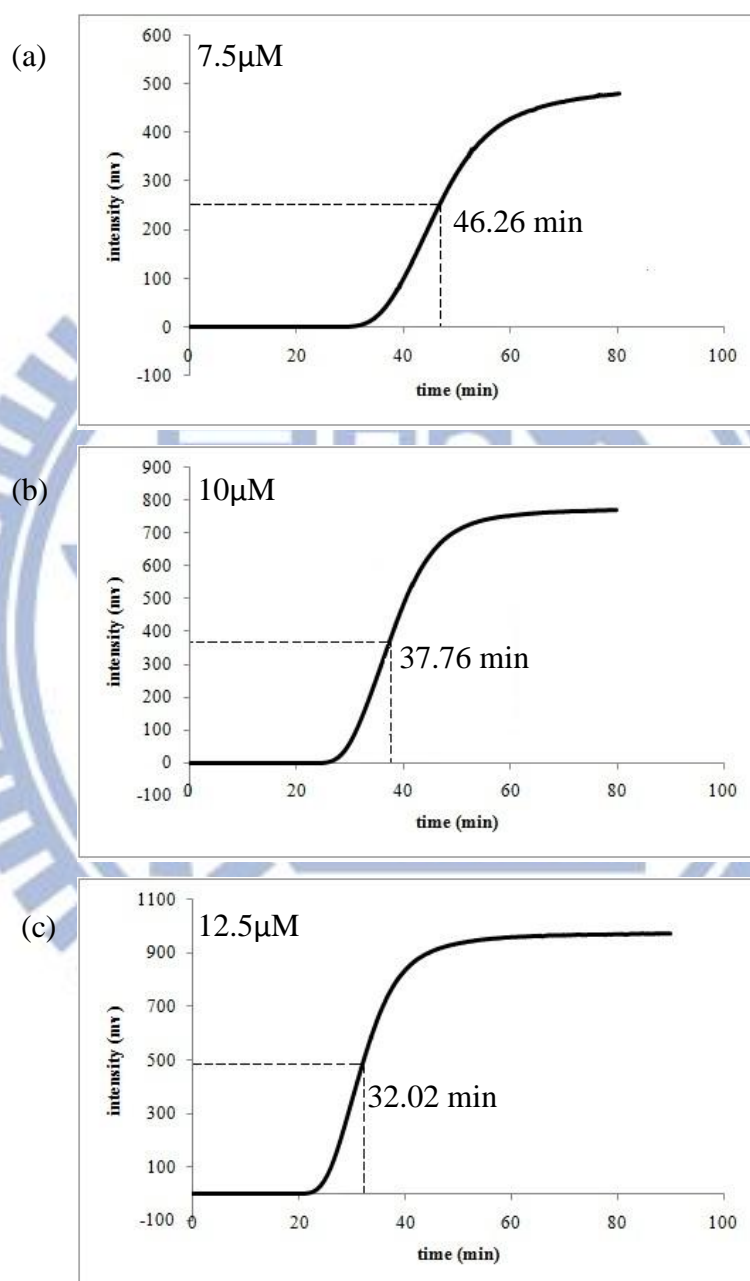 (a)
7.5μM
600
500
400
300
200
100
0
-100
0 20 40 60 80 100
intensity (mv)
time (min)
46.26 min
(b)
10μM
900
800
700
600
500
400
300
200
100
0
-100
0 20 40 60 80 100
intensity (mv)
time (min)
37.76 min
(c)
12.5μM
1100
900
700
500
300
100
-100
0 20 40 60 80 100
intensity (mv)
time (min)
32.02 min